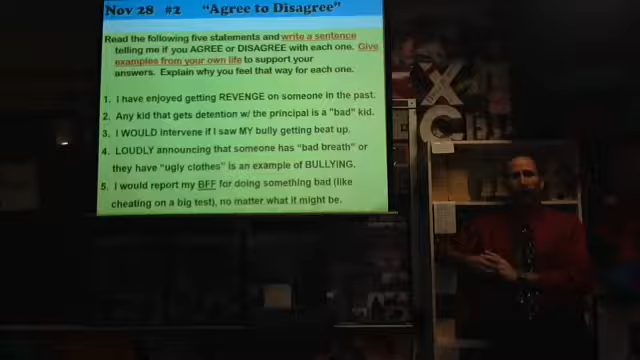 Nov 28 #2 "Agree to Disagree"
Read the following five statements and write a sentence
telling me if you AGREE or DISAGREE with each one. Give
examples from your own life to support your
answers. Explain why you feel that way for each one.
1. I have enjoyed getting REVENGE on someone in the past.
2. Any kid that gets detention w/ the principal is a "bad" kid.
3. I WOULD intervene if I saw MY bully getting beat up.
4. LOUDLY announcing that someone has "bad breath" or
they have "ugly clothes" is an example of BULLYING.
5. I would report my BFF for doing something bad (like
cheating on a big test), no matter what it might be.
X
C